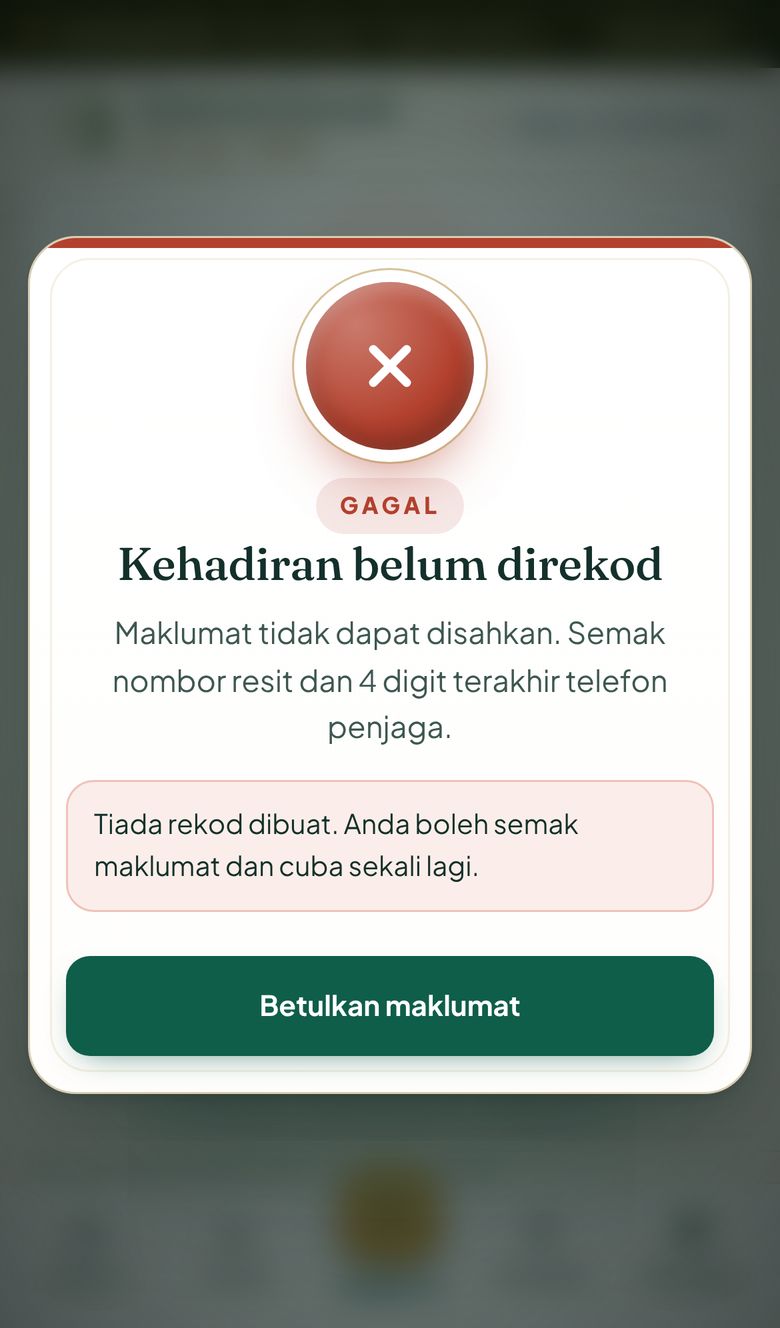 GAGAL
Kehadiran belum direkod
Maklumat tidak dapat disahkan. Semak
nombor resit dan 4 digit terakhir telefon
penjaga.
Tiada rekod dibuat. Anda boleh semak
maklumat dan cuba sekali lagi.
Betulkan maklumat